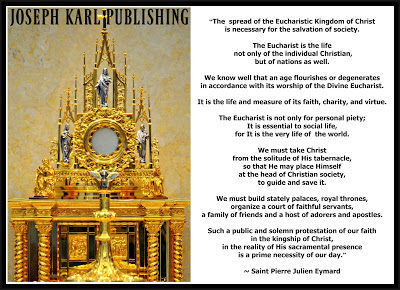 JOSEPH KARL PUBLISHING
"The spread of the Eucharistic Kingdom of Christ
is necessary for the salvation of society.
The Eucharist is the life
not only of the individual Christian,
but of nations as well.
We know well that an age flourishes or degenerates
in accordance with its worship of the Divine Eucharist.
It is the life and measure of its faith, charity, and virtue.
The Eucharist is not only for personal piety;
It is essential to social life,
for It is the very life of the world.
We must take Christ
from the solitude of His tabernacle,
so that He may place Himself
at the head of Christian society,
to guide and save it.
We must build stately palaces, royal thrones,
organize a court of faithful servants,
a family of friends and a host of adorers and apostles.
Such a public and solemn protestation of our faith
in the kingship of Christ,
in the reality of His sacramental presence
is a prime necessity of our day."
~ Saint Pierre Julien Eymard